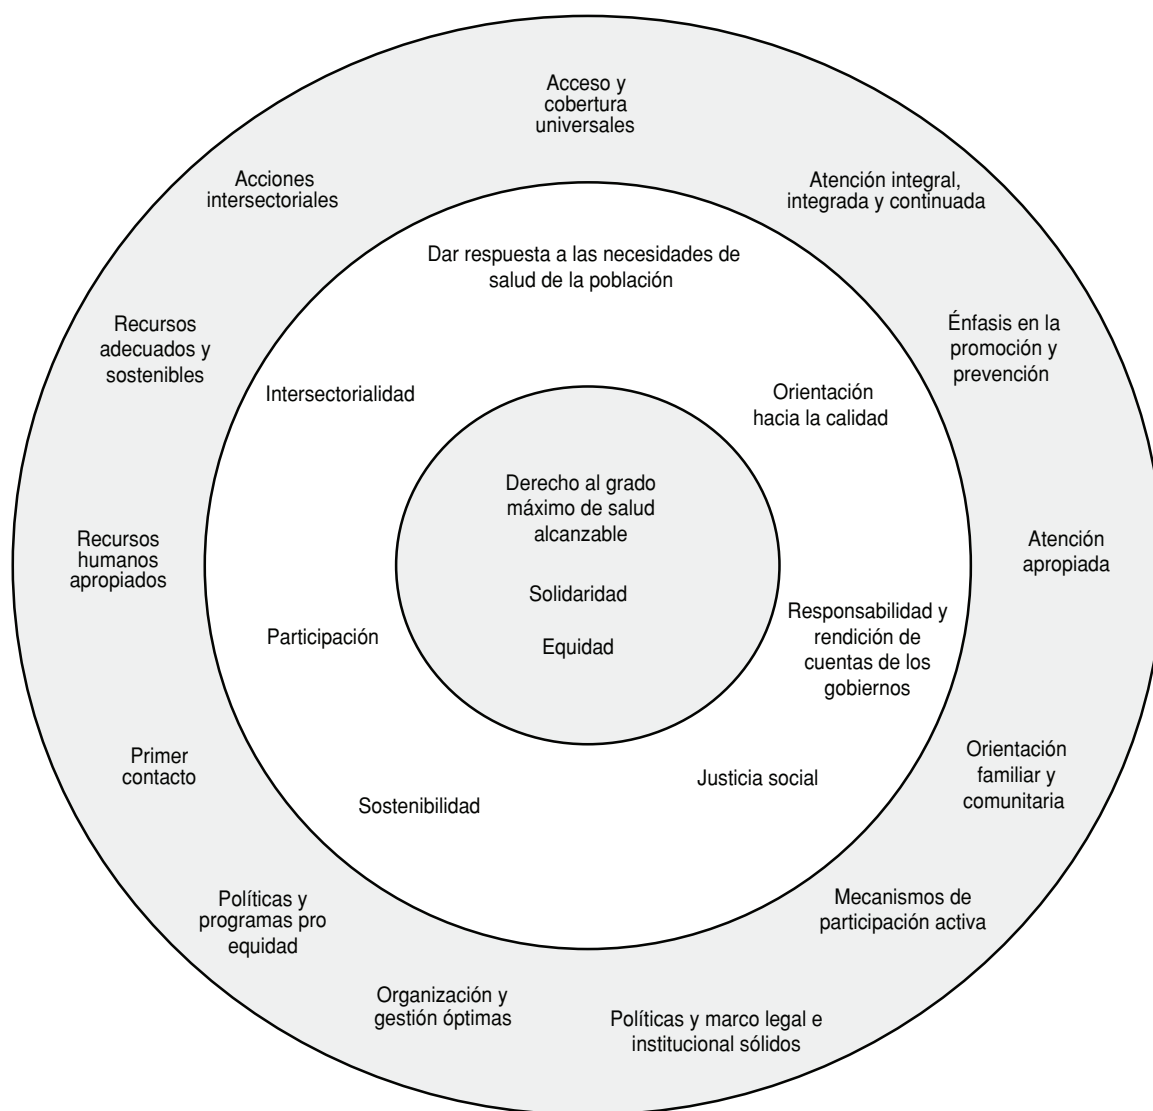 Acceso y
cobertura
universales
Atención integral,
integrada y continuada
Énfasis en la
promoción y
prevención
Atención
apropiada
Orientación
familiar y
comunitaria
Mecanismos de
participación activa
Políticas y marco legal e
institucional sólidos
Organización y
gestión óptimas
Políticas y
programas pro
equidad
Primer
contacto
Recursos
humanos
apropiados
Recursos
adecuados y
sostenibles
Acciones
intersectoriales
Dar respuesta a las necesidades de
salud de la población
Orientación
hacia la calidad
Responsabilidad y
rendición de
cuentas de los
gobiernos
Justicia social
Sostenibilidad
Participación
Intersectorialidad
Derecho al grado
máximo de salud
alcanzable
Solidaridad
Equidad